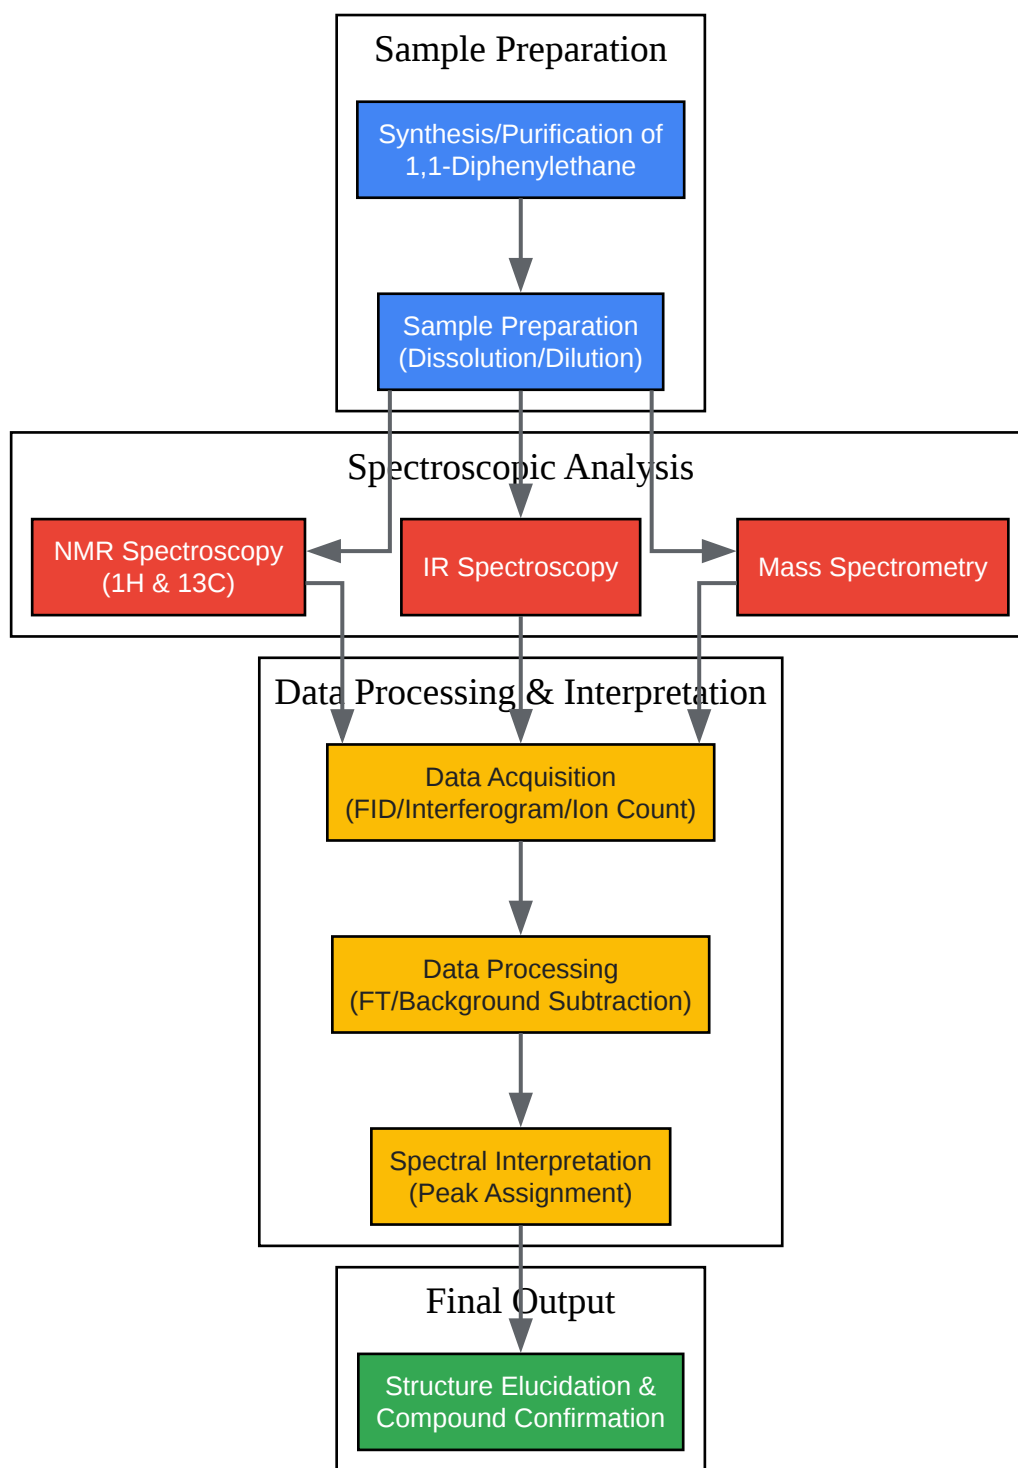 Sample Preparation
Synthesis/Purification of
1,1-Diphenylethane
Sample Preparation
(Dissolution/Dilution)
Spectroscopic Analysis
NMR Spectroscopy
(1H & 13C)
IR Spectroscopy
Mass Spectrometry
Data Processing & Interpretation
Data Acquisition
(FID/Interferogram/Ion Count)
Data Processing
(FT/Background Subtraction)
Spectral Interpretation
(Peak Assignment)
Final Output
Structure Elucidation &
Compound Confirmation